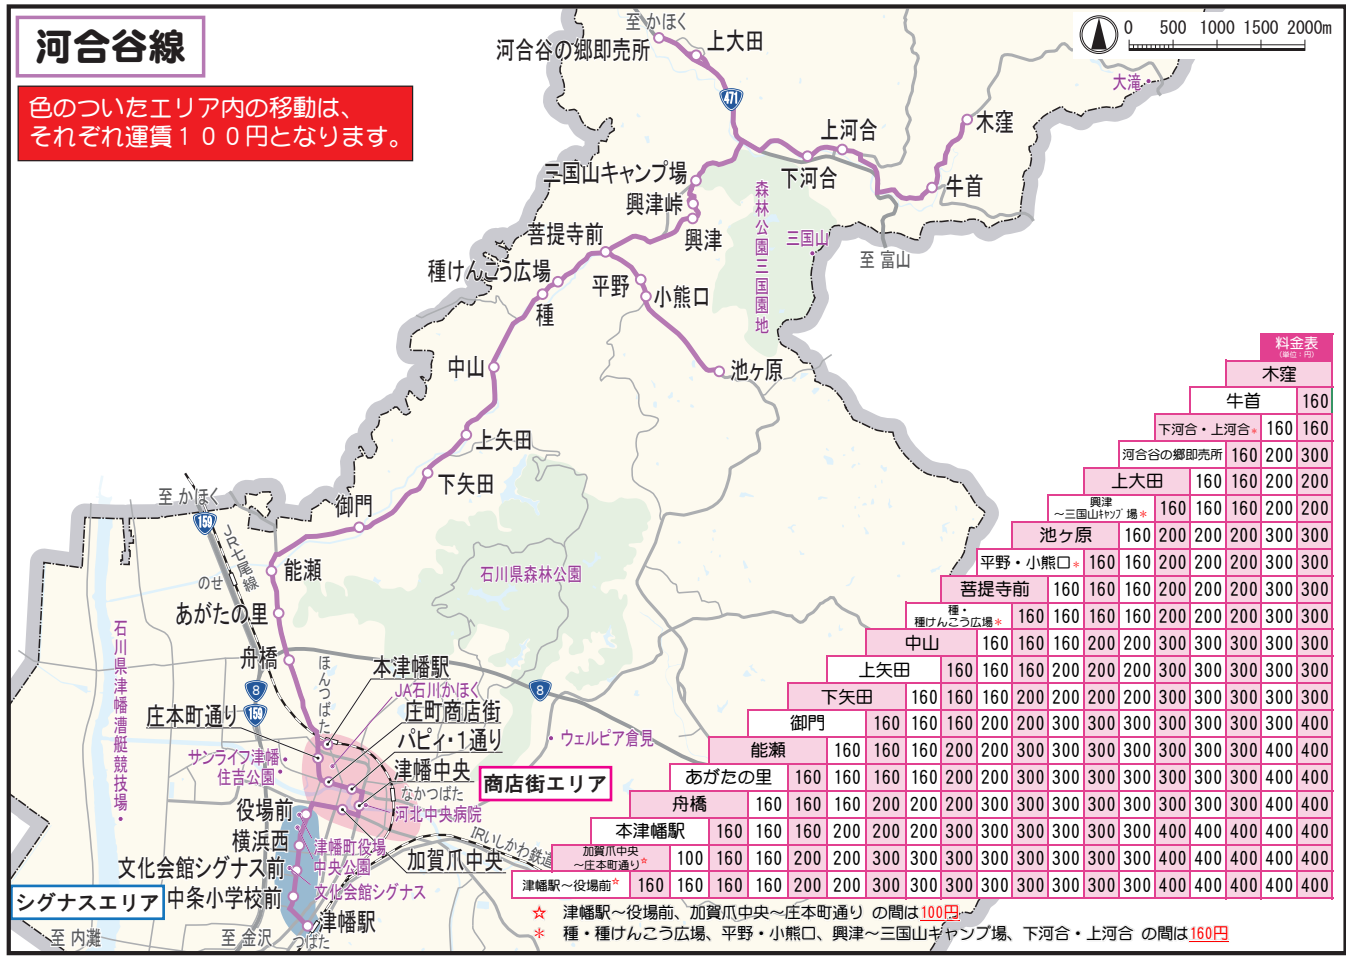 河合谷線
色のついたエリア内の移動は、
それぞれ運賃１００円となります。
0 500 1000 1500 2000m
至 かほく
河合谷の郷即売所
上大田
471
大滝
木窪
上河合
下河合
牛首
三国山キャンプ場
興津峠
興津
森林公園三国園地
三国山
至 富山
菩提寺前
種けんこう広場
種
平野
小熊口
池ヶ原
中山
上矢田
下矢田
御門
至 かほく
159
JR七尾線
のせ
能瀬
あがたの里
舟橋
石川県森林公園
石川県津幡漕艇競技場
8
159
8
ほんつばた
本津幡駅
JA石川かほく
庄町商店街
庄本町通り
パピィ・1通り
サンライフ津幡
住吉公園
津幡中央
ウェルピア倉見
商店街エリア
なかつばた
河北中央病院
役場前
横浜西
津幡町役場
中央公園
IRいしかわ鉄道
加賀爪中央
文化会館シグナス前
文化会館シグナス
シグナスエリア
中条小学校前
津幡駅
つばた
至 内灘
至 金沢
料金表
(単位：円)
木窪
牛首 160
下河合・上河合* 160 160
河合谷の郷即売所 160 200 300
上大田 160 160 200 200
興津
～三国山ｷｬﾝﾌﾟ場* 160 160 160 200 200
池ヶ原 160 200 200 200 300 300
平野・小熊口* 160 160 200 200 200 300 300
菩提寺前 160 160 160 200 200 200 300 300
種・
種けんこう広場* 160 160 160 160 200 200 200 300 300
中山 160 160 160 200 200 300 300 300 300 300
上矢田 160 160 160 200 200 200 300 300 300 300 300
下矢田 160 160 160 200 200 200 200 300 300 300 300 300
御門 160 160 160 200 200 300 300 300 300 300 300 400
能瀬 160 160 160 200 200 300 300 300 300 300 300 400 400
あがたの里 160 160 160 160 200 200 300 300 300 300 300 300 400 400
舟橋 160 160 160 200 200 200 300 300 300 300 300 300 300 400 400
本津幡駅 160 160 160 200 200 200 300 300 300 300 300 300 400 400 400 400
加賀爪中央
～庄本町通り☆ 100 160 160 200 200 300 300 300 300 300 300 300 300 400 400 400 400
津幡駅～役場前☆ 160 160 160 160 200 200 300 300 300 300 300 300 300 300 400 400 400 400
☆ 津幡駅～役場前、加賀爪中央～庄本町通り の間は100円
* 種・種けんこう広場、平野・小熊口、興津～三国山キャンプ場、下河合・上河合 の間は160円